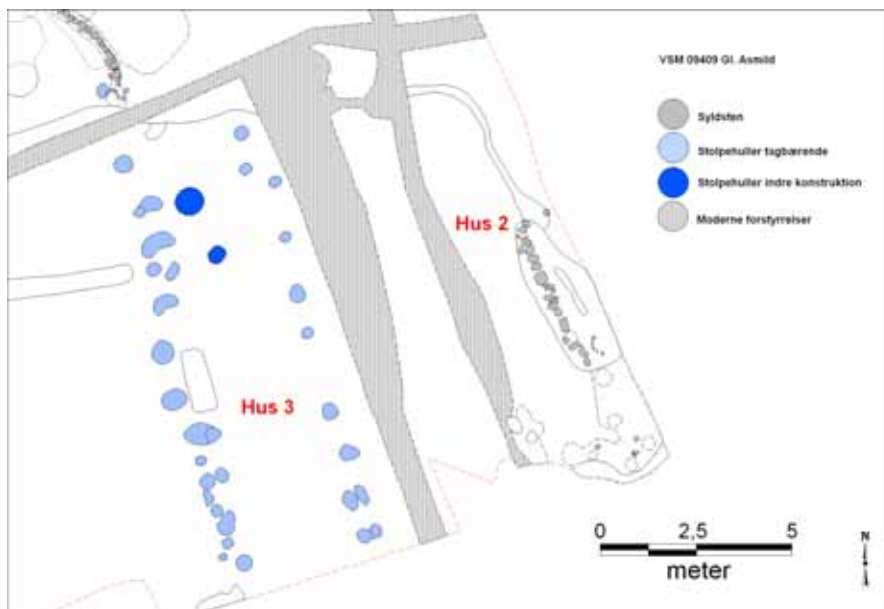 VSM 09409 Gl. Asmild
Syldsten
Stolpehuller tagbærende
Stolpehuller indre konstruktion
Moderne forstyrrelser
Hus 2
Hus 3
0 2,5 5
meter
N